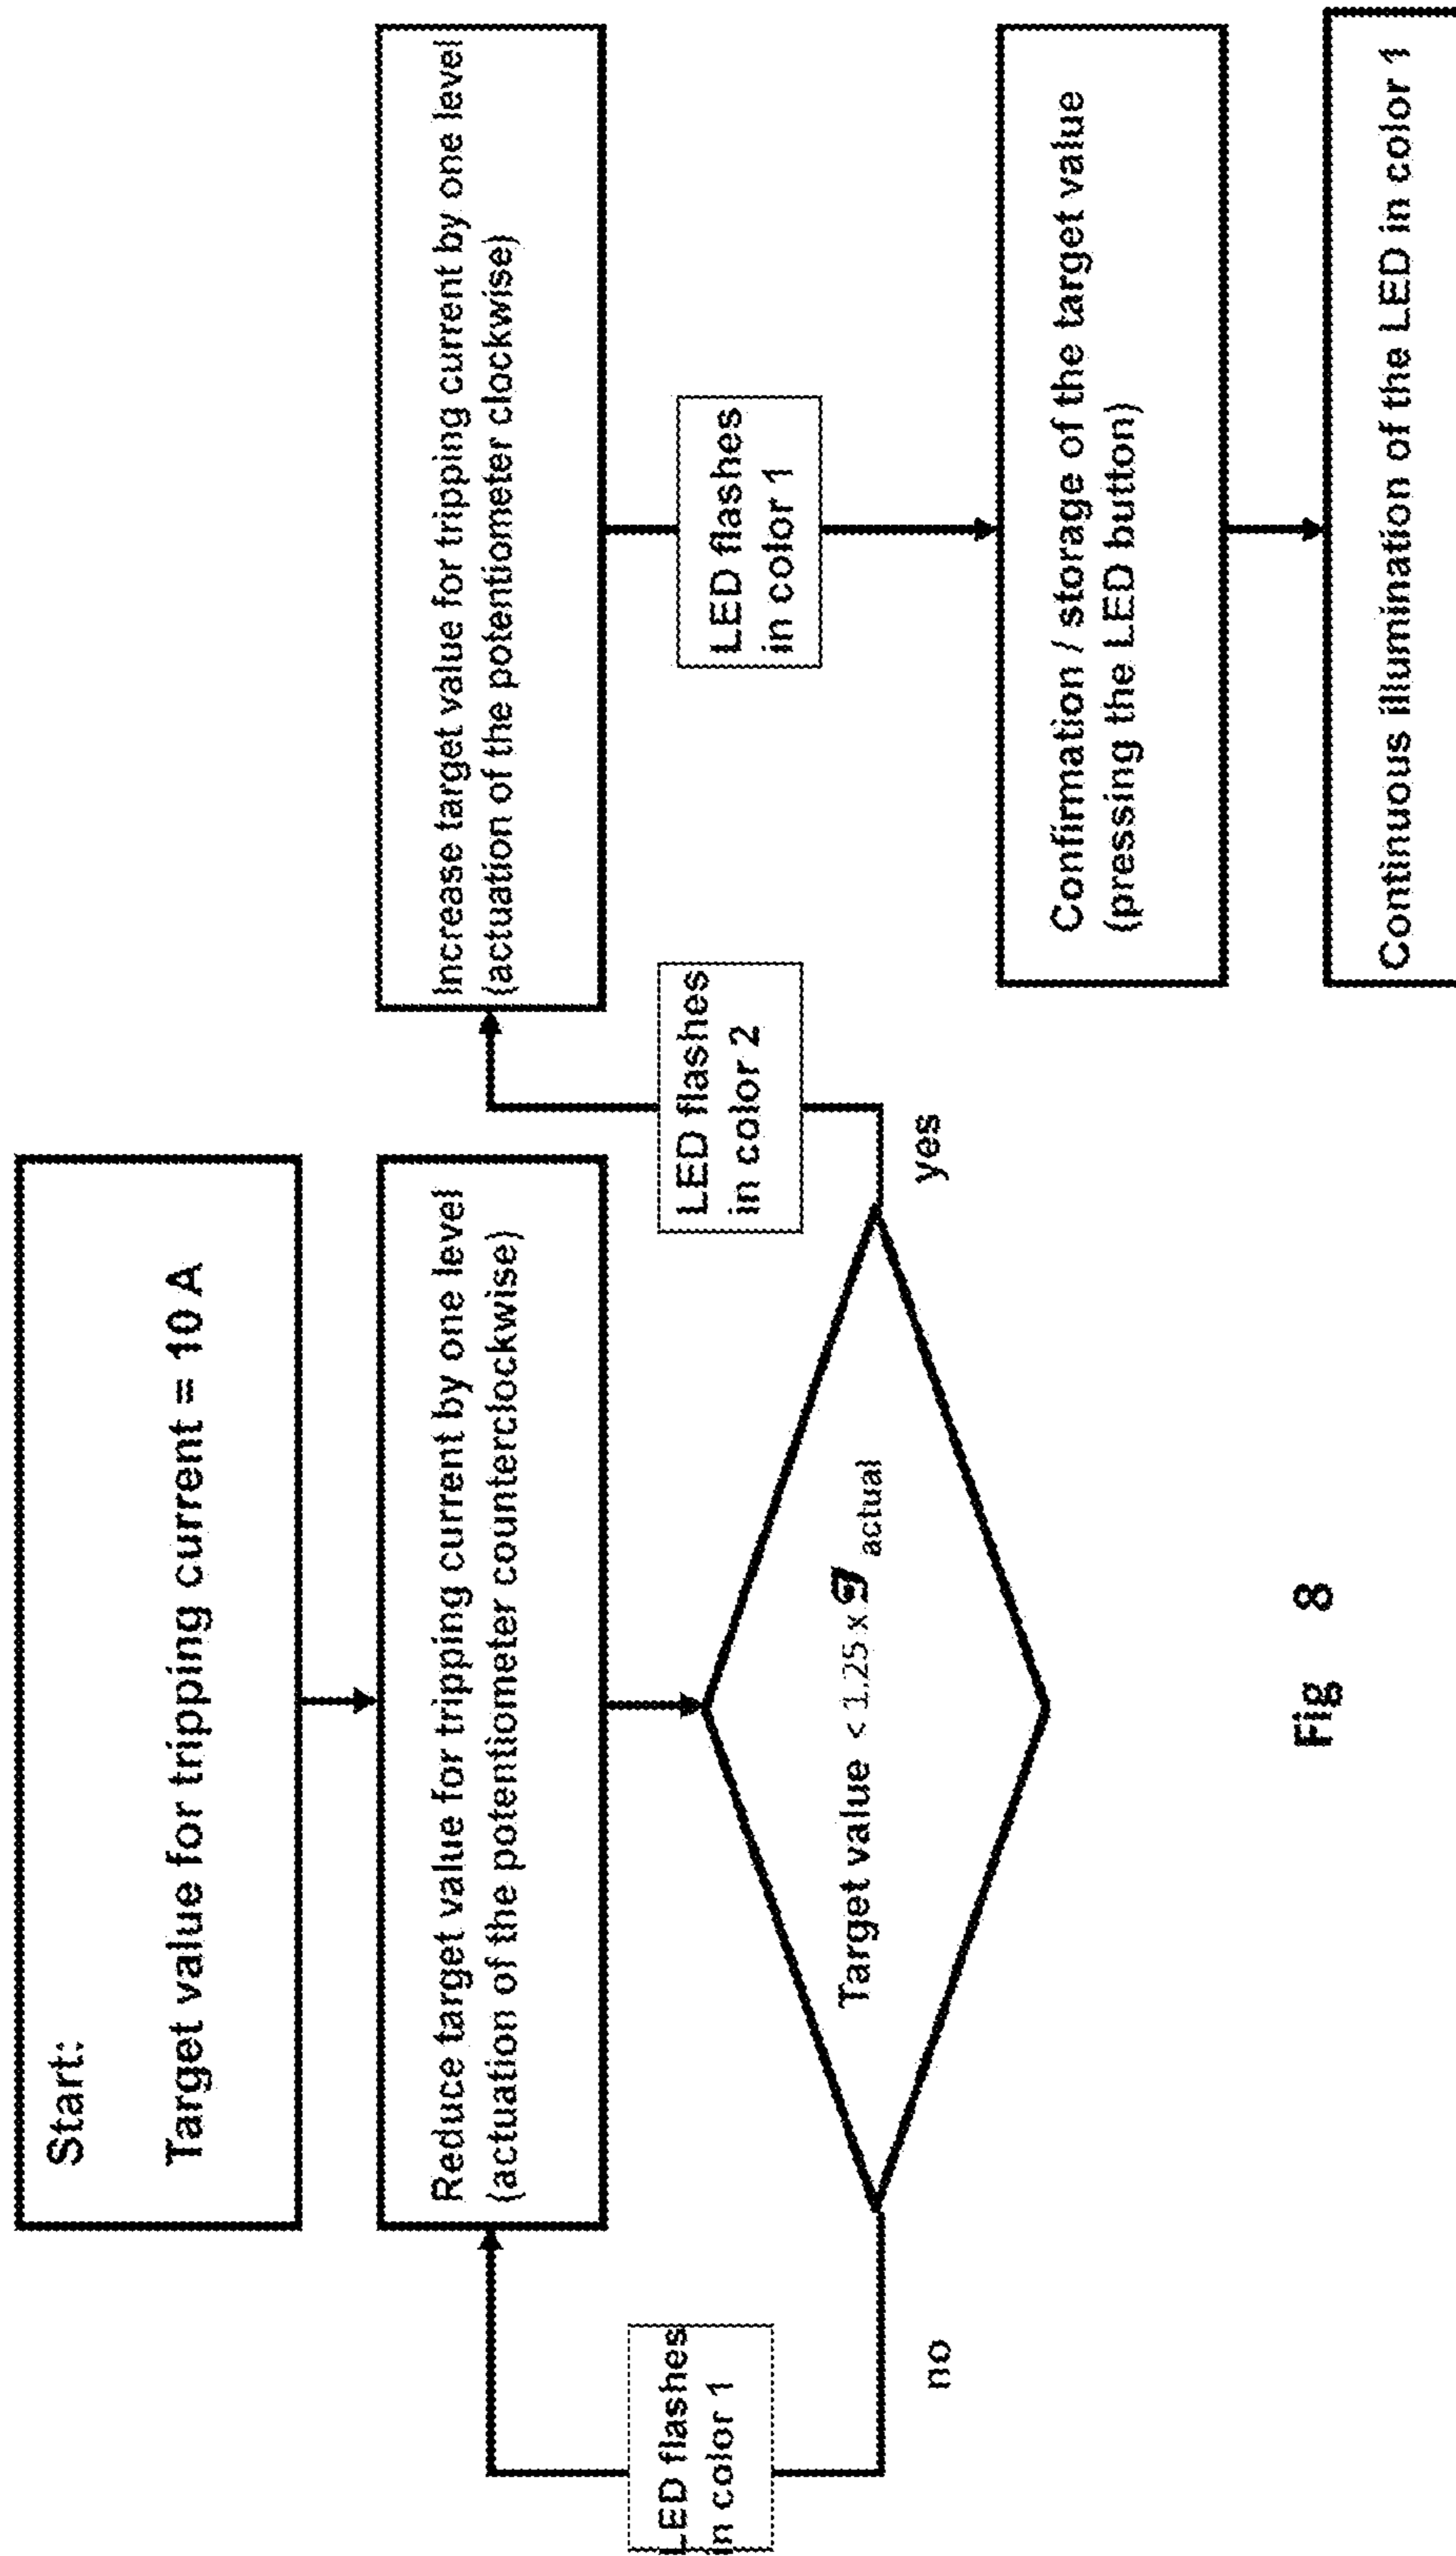 Start:
Target value for tripping current = 10 A
Reduce target value for tripping current by one level
(actuation of the potentiometer counterclockwise)
Target value < 1.25 x I actual
no
LED flashes
in color 1
yes
LED flashes
in color 2
Increase target value for tripping current by one level
(actuation of the potentiometer clockwise)
LED flashes
in color 1
Confirmation / storage of the target value
(pressing the LED button)
Continuous illumination of the LED in color 1
Fig 8